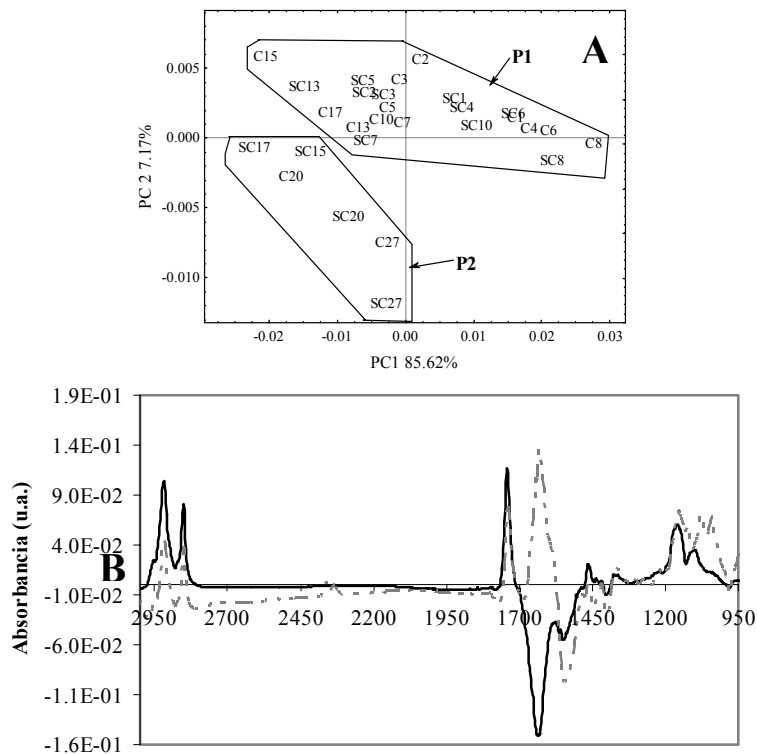 A
P1
C15
C2
SC13
SC5
C3
SC2
SC3
SC1
C17
C5
SC4
SC6
C10
C1
C13
C7
SC10
C4
C6
SC7
C8
SC8
SC17
SC15
C20
SC20
C27
P2
SC27
0.005
0.000
-0.005
-0.010
PC 2 7.17%
-0.02
-0.01
0.00
0.01
0.02
0.03
PC1 85.62%
B
1.9E-01
1.4E-01
9.0E-02
4.0E-02
-1.0E-02
-6.0E-02
-1.1E-01
-1.6E-01
Absorbancia (u.a.)
2950
2700
2450
2200
1950
1700
1450
1200
950